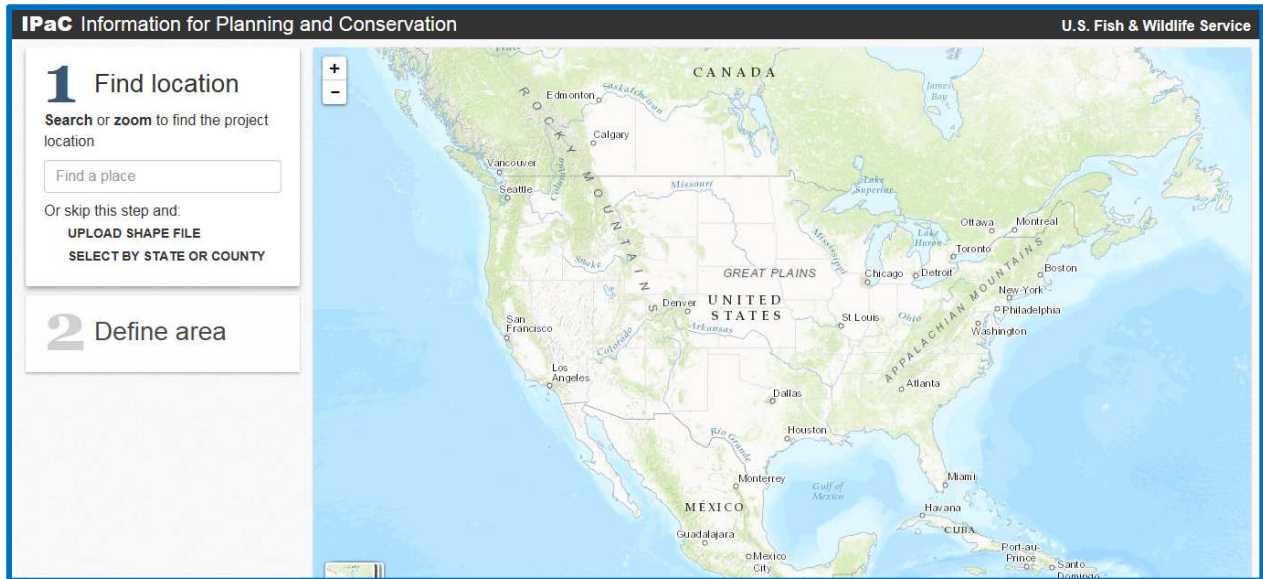 IPaC Information for Planning and Conservation
U.S. Fish & Wildlife Service
1 Find location
Search or zoom to find the project
location
Find a place
Or skip this step and:
UPLOAD SHAPE FILE
SELECT BY STATE OR COUNTY
2 Define area
+
-
CANADA
James
Bay
Edmonton
Saskatchewan
ROCKY MOUNTAINS
Calgary
Vancouver
Columbia
Seattle
Missouri
Lake
Superior
Ottawa
Montreal
Mississippi
Lake
Huron
Toronto
Snake
GREAT PLAINS
Chicago
Detroit
Boston
APPALACHIAN MOUNTAINS
New York
Philadelphia
Denver
UNITED
STATES
San
Francisco
St Louis
Ohio
Washington
Colorado
Arkansas
Los
Angeles
Atlanta
Dallas
Houston
Rio Grande
Monterrey
Gulf of
Mexico
Miami
MÉXICO
Havana
CUBA
Guadalajara
Mexico
City
Port-au-
Prince
Santo
Domingo